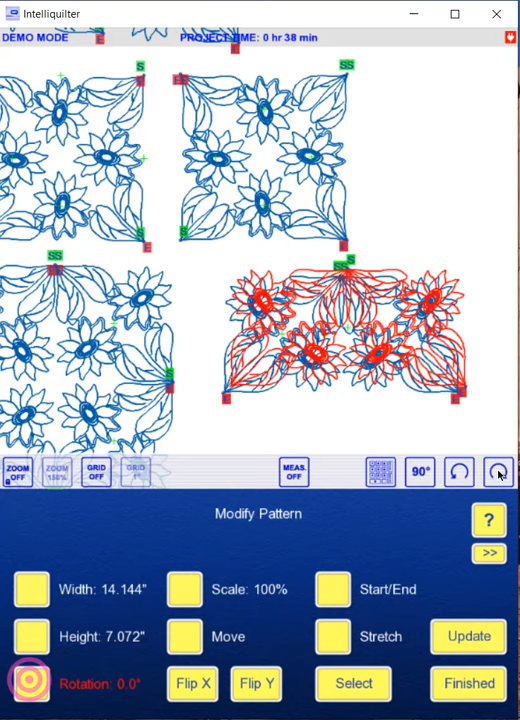 Intelliquilter
DEMO MODE
PROJECT TIME: 0 hr 38 min
E
E
S
E
SS
S
E
S
E
E
SS
S
E
SS
S
E
E
ZOOM OFF
ZOOM 150%
GRID OFF
GRID
MEAS. OFF
90°
Modify Pattern
?
>>
Width: 14.144"
Scale: 100%
Start/End
Height: 7.072"
Move
Stretch
Update
Rotation: 0.0°
Flip X
Flip Y
Select
Finished